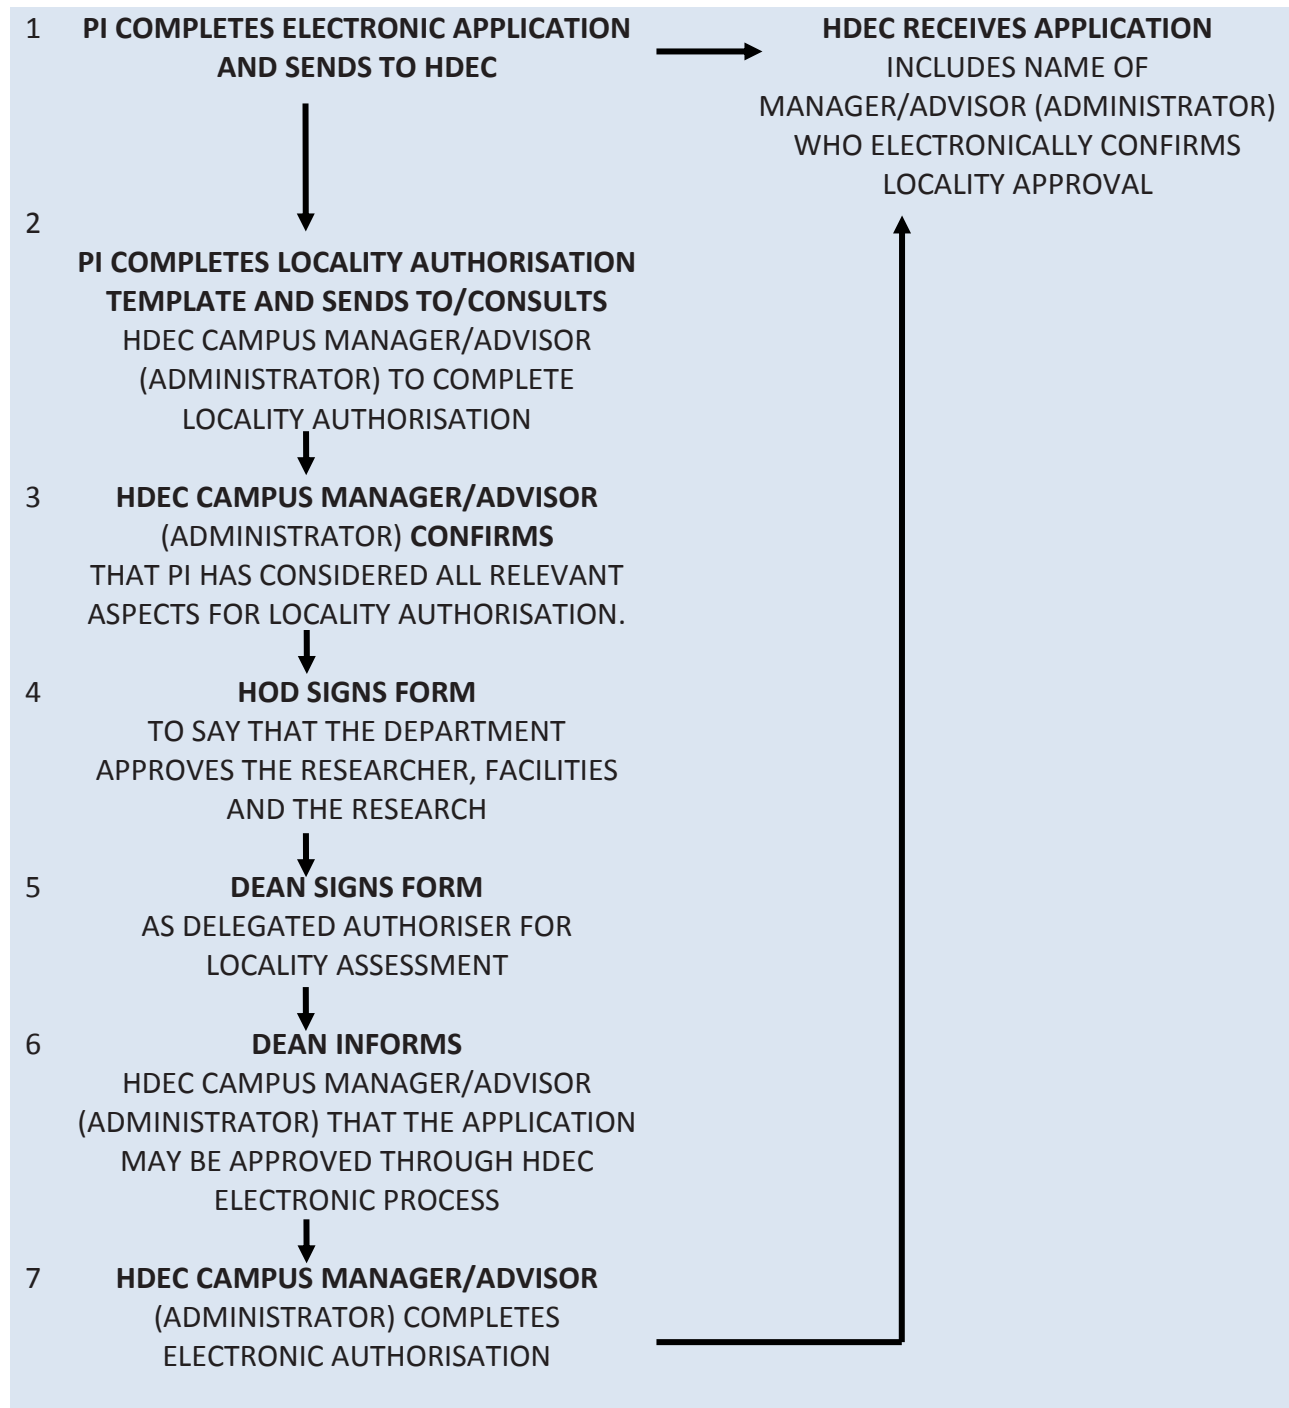 1
PI COMPLETES ELECTRONIC APPLICATION
AND SENDS TO HDEC
HDEC RECEIVES APPLICATION
INCLUDES NAME OF
MANAGER/ADVISOR (ADMINISTRATOR)
WHO ELECTRONICALLY CONFIRMS
LOCALITY APPROVAL
2
PI COMPLETES LOCALITY AUTHORISATION
TEMPLATE AND SENDS TO/CONSULTS
HDEC CAMPUS MANAGER/ADVISOR
(ADMINISTRATOR) TO COMPLETE
LOCALITY AUTHORISATION
3
HDEC CAMPUS MANAGER/ADVISOR
(ADMINISTRATOR) CONFIRMS
THAT PI HAS CONSIDERED ALL RELEVANT
ASPECTS FOR LOCALITY AUTHORISATION.
4
HOD SIGNS FORM
TO SAY THAT THE DEPARTMENT
APPROVES THE RESEARCHER, FACILITIES
AND THE RESEARCH
5
DEAN SIGNS FORM
AS DELEGATED AUTHORISER FOR
LOCALITY ASSESSMENT
6
DEAN INFORMS
HDEC CAMPUS MANAGER/ADVISOR
(ADMINISTRATOR) THAT THE APPLICATION
MAY BE APPROVED THROUGH HDEC
ELECTRONIC PROCESS
7
HDEC CAMPUS MANAGER/ADVISOR
(ADMINISTRATOR) COMPLETES
ELECTRONIC AUTHORISATION